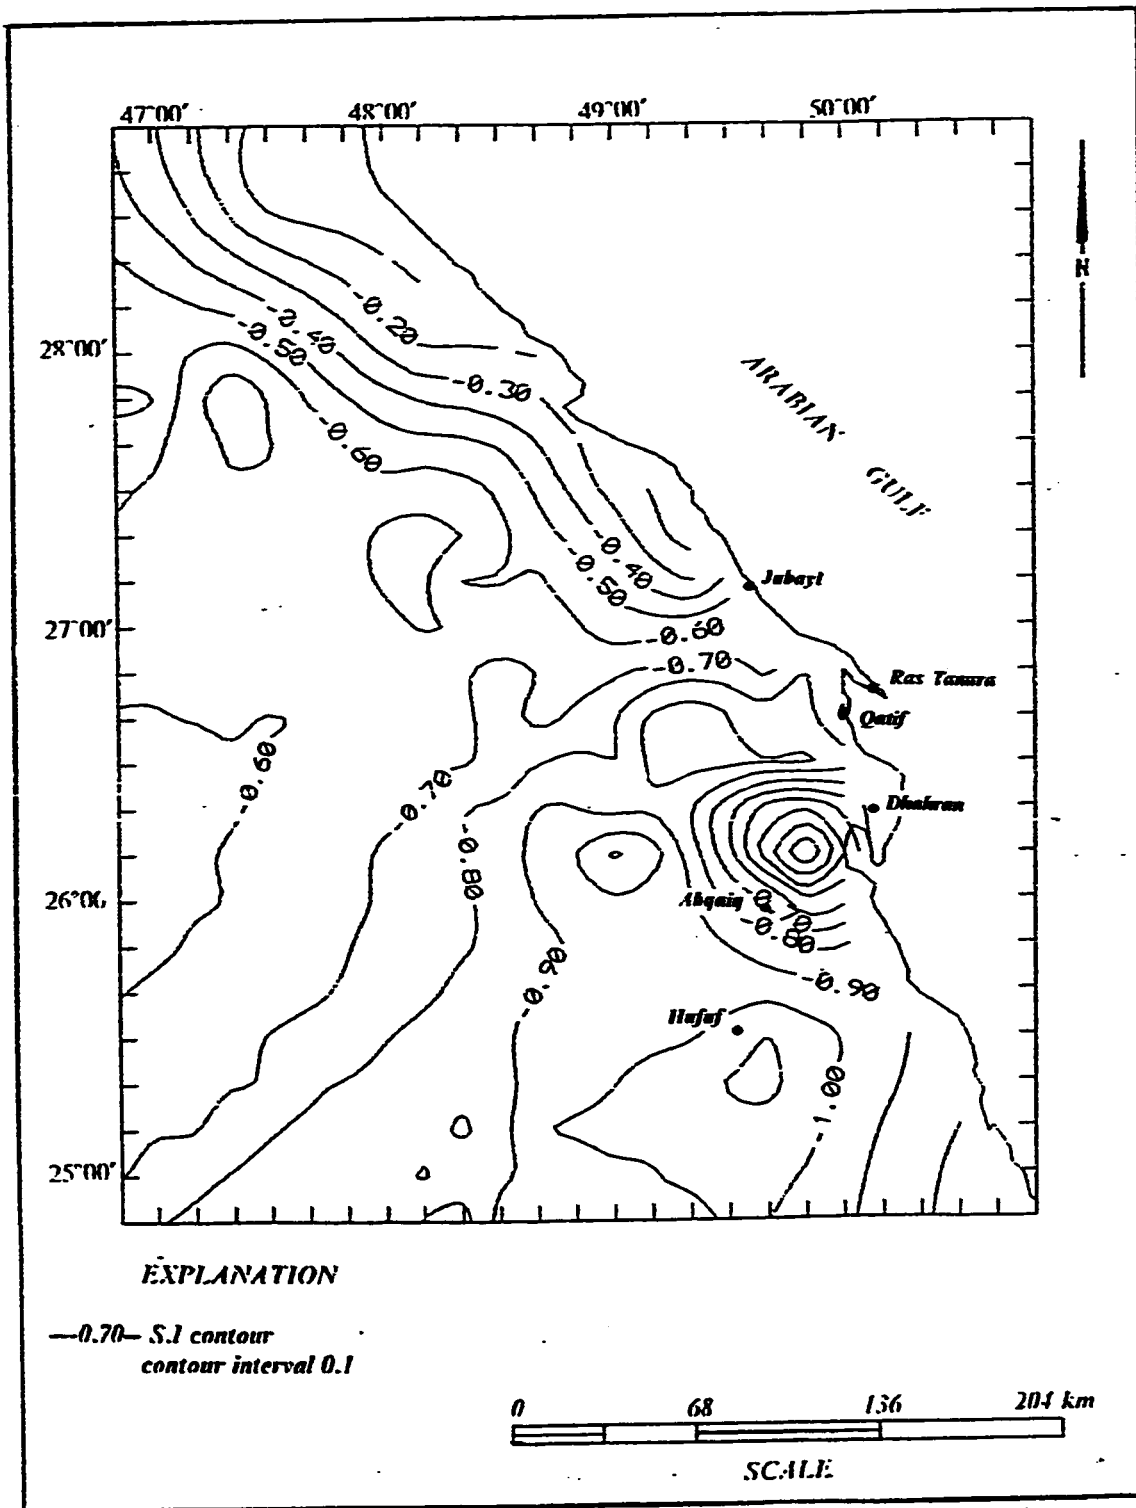 47°00' 48°00' 49°00' 50°00'
N
-0.20
-0.40
-0.50
28°00'
ARABIAN
-0.30
-0.60
GULF
-0.40
-0.50
Jubayl
27°00'
-0.60
-0.70
Ras Tanura
Qatif
-0.60
-0.70
Dhahran
-0.80
26°00'
Abqaiq
-0.80
-0.90
-0.90
Hufuf
-1.00
25°00'
EXPLANATION
—0.70— S.I contour
contour interval 0.1
0 68 136 204 km
SCALE